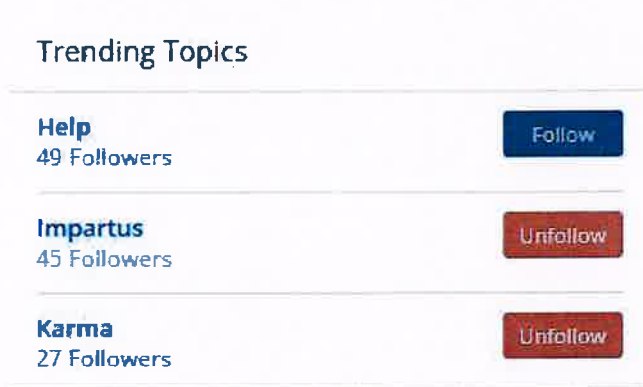 Trending Topics
Help
49 Followers
Follow
Impartus
45 Followers
Unfollow
Karma
27 Followers
Unfollow